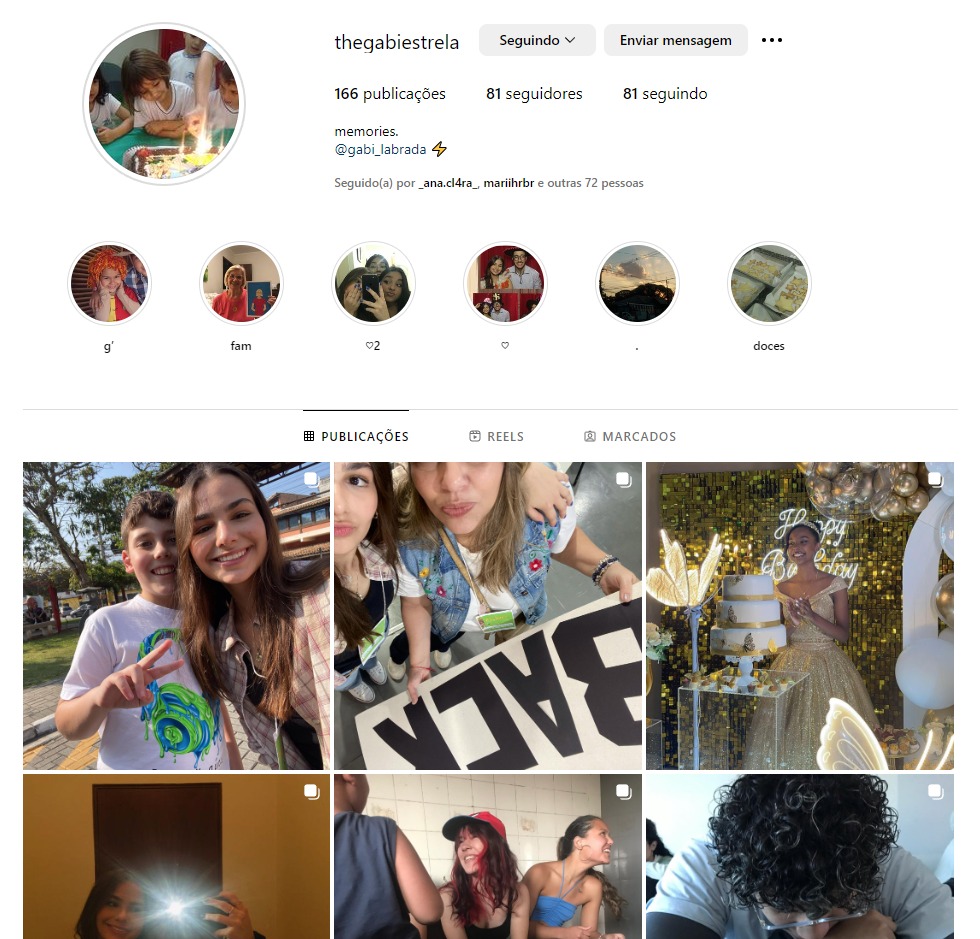 thegabiestrela Seguindo Enviar mensagem
166 publicações 81 seguidores 81 seguindo
memories.
@gabi_labrada
Seguido(a) por _ana.cl4ra_, mariihrbr e outras 72 pessoas
g' fam ♡2 ♡ . doces
PUBLICAÇÕES REELS MARCADOS
BACK
Happy
Birthday